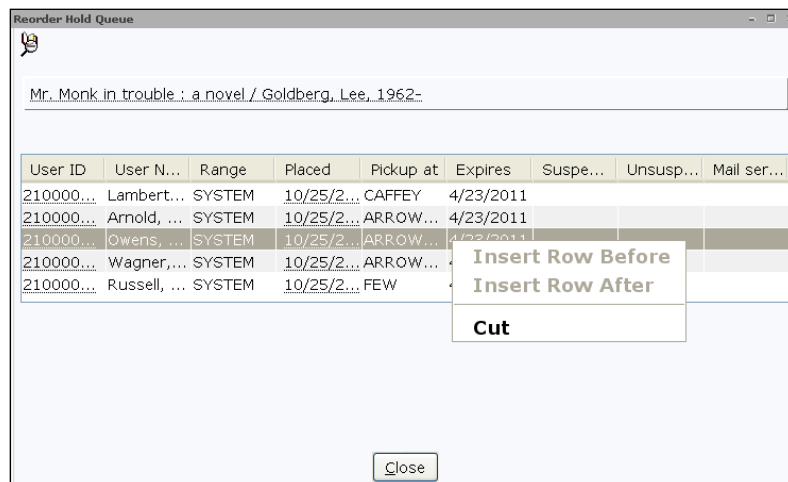 Reorder Hold Queue
Mr. Monk in trouble : a novel / Goldberg, Lee, 1962-
User ID User N... Range Placed Pickup at Expires Suspe... Unsusp... Mail ser...
210000... Lambert... SYSTEM 10/25/2... CAFFEY 4/23/2011
210000... Arnold, ... SYSTEM 10/25/2... ARROW... 4/23/2011
210000... Owens, ... SYSTEM 10/25/2... ARROW... 4/23/2011
210000... Wagner,... SYSTEM 10/25/2... ARROW...
210000... Russell, ... SYSTEM 10/25/2... FEW
Insert Row Before
Insert Row After
Cut
Close